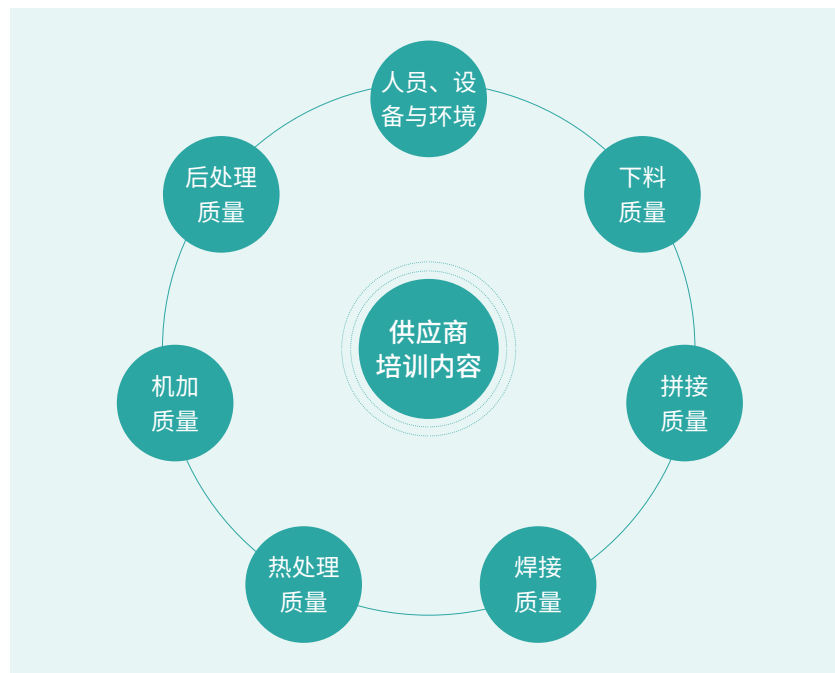 人员、设
备与环境
下料
质量
拼接
质量
焊接
质量
热处理
质量
机加
质量
后处理
质量
供应商
培训内容